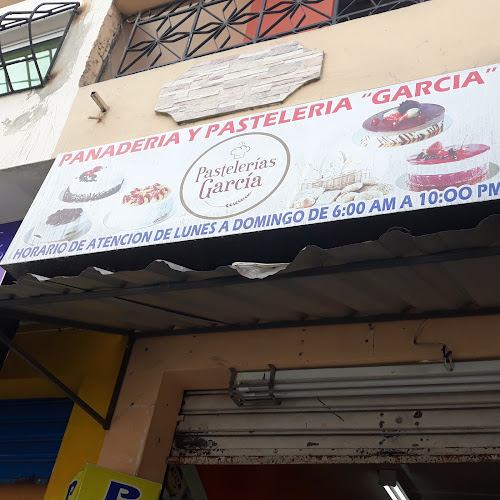 PANADERIA Y PASTELERIA "GARCIA"
Pastelerías
García
HORARIO DE ATENCION DE LUNES A DOMINGO DE 6:00 AM A 10:00 PM
P